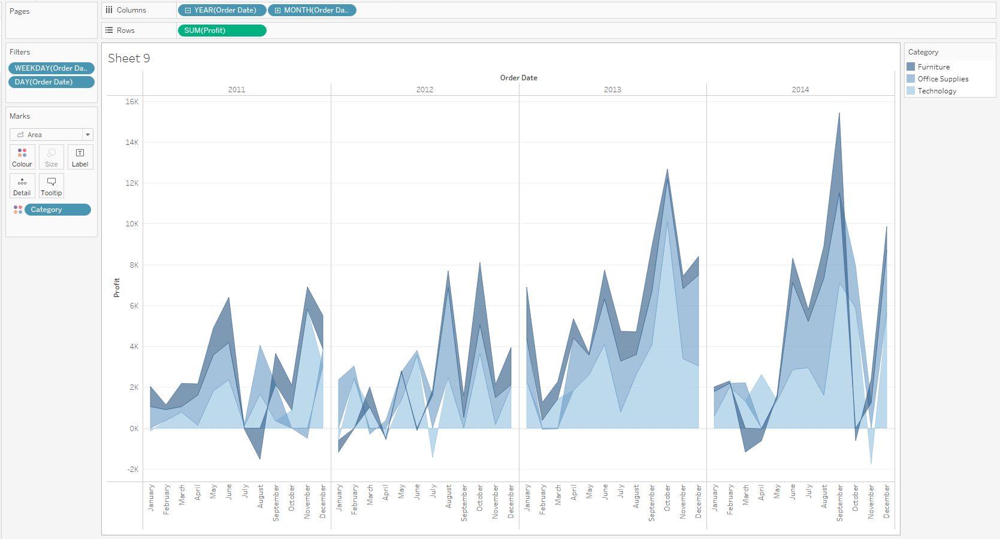 Pages
Columns
YEAR(Order Date)
MONTH(Order Da..
Rows
SUM(Profit)
Filters
WEEKDAY(Order Da..
DAY(Order Date)
Marks
Area
Colour
Size
Label
Detail
Tooltip
Category
Sheet 9
Order Date
2011
2012
2013
2014
Profit
16K
14K
12K
10K
8K
6K
4K
2K
0K
-2K
January
February
March
April
May
June
July
August
September
October
November
December
January
February
March
April
May
June
July
August
September
October
November
December
January
February
March
April
May
June
July
August
September
October
November
December
January
February
March
April
May
June
July
August
September
October
November
December
Category
Furniture
Office Supplies
Technology